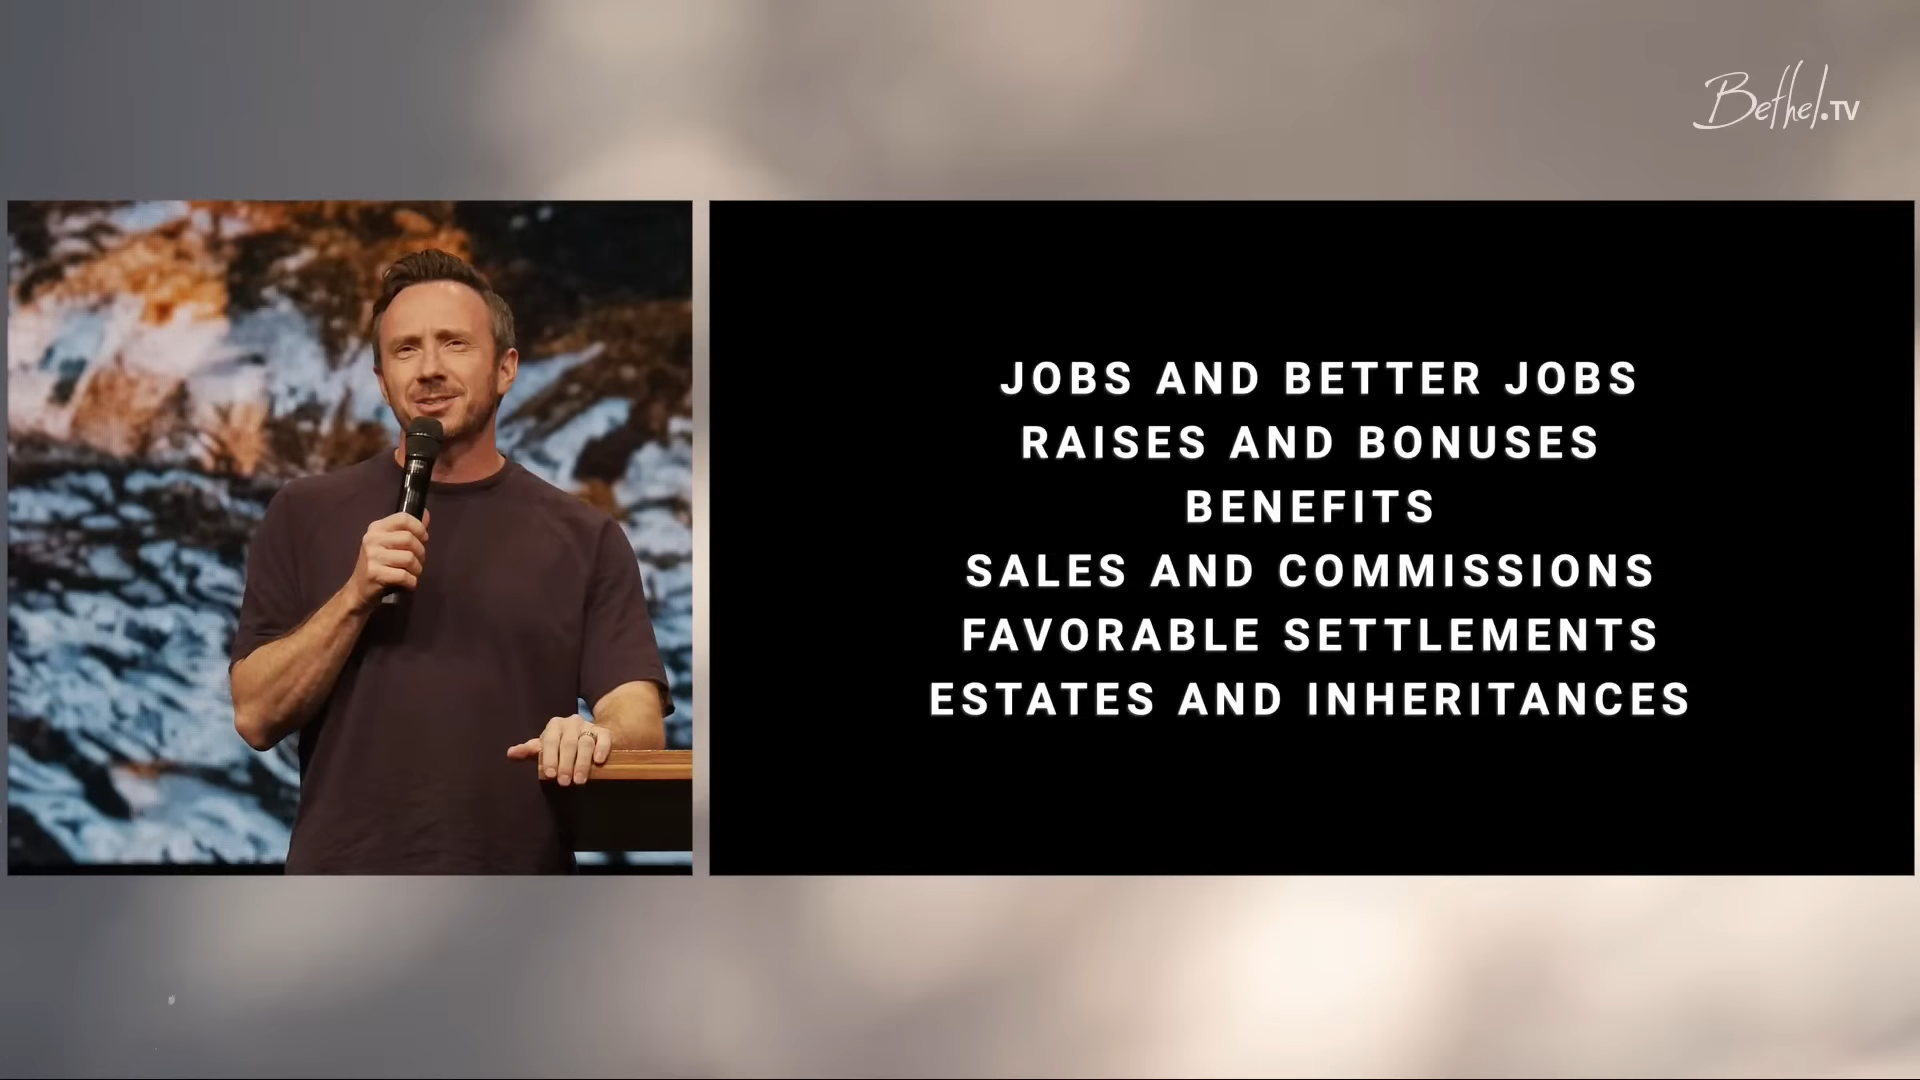 Bethel.TV
JOBS AND BETTER JOBS
RAISES AND BONUSES
BENEFITS
SALES AND COMMISSIONS
FAVORABLE SETTLEMENTS
ESTATES AND INHERITANCES